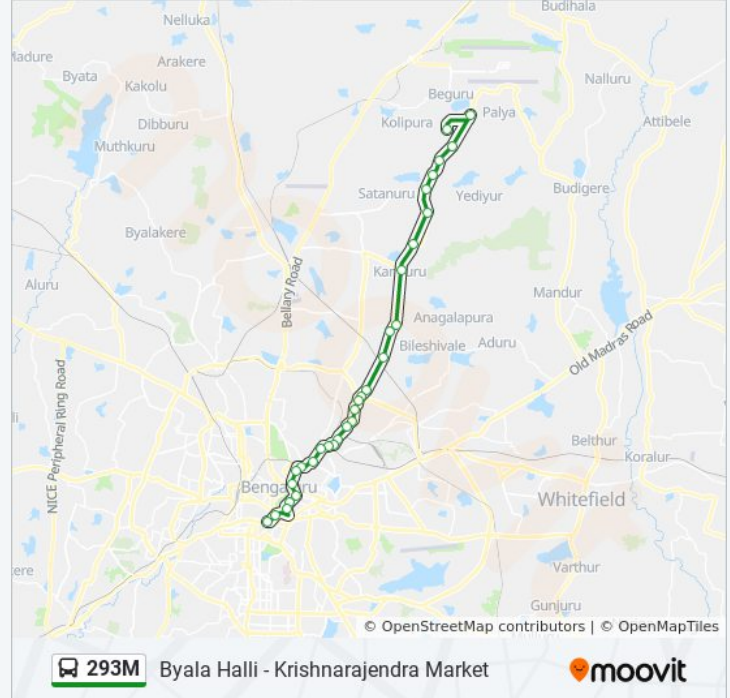 Budihala
Nelluku
Madure
Arakere
Byata
Kakolu
Nalluru
Beguru
Palya
Dibburu
Kolipura
Attibele
Muthkuru
Satanuru
Yediyur
Budigere
Byalakere
Bellary Road
Kannuru
Aluru
Mandur
Anagalapura
Bileshivale
Aduru
Old Madras Road
NICE Peripheral Ring Road
Belthur
Koralur
Bengaluru
Whitefield
Varthur
Gunjuru
© OpenStreetMap contributors | © OpenMapTiles
293M Byala Halli - Krishnarajendra Market
moovit